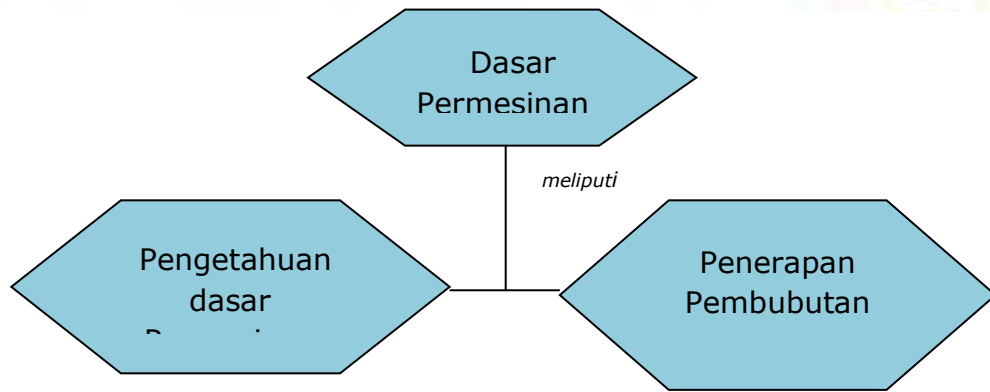 Dasar
Permesinan
meliputi
Pengetahuan
dasar
Penerapan
Pembubutan